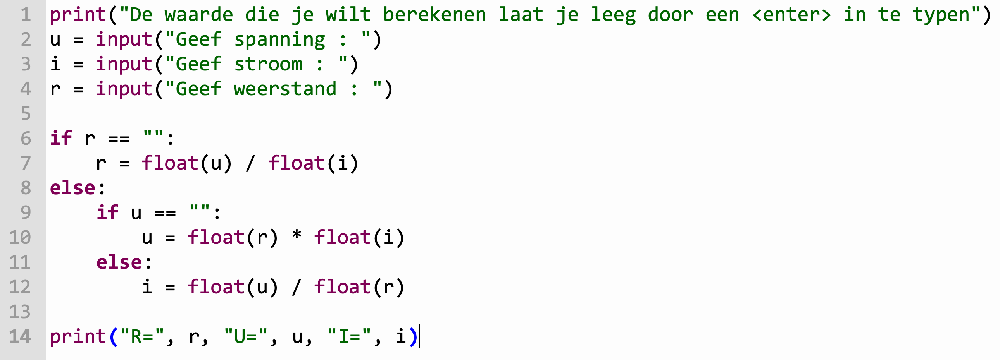 1 print("De waarde die je wilt berekenen laat je leeg door een <enter> in te typen")
2 u = input("Geef spanning : ")
3 i = input("Geef stroom : ")
4 r = input("Geef weerstand : ")
5
6 if r == "":
7     r = float(u) / float(i)
8 else:
9     if u == "":
10         u = float(r) * float(i)
11     else:
12         i = float(u) / float(r)
13
14 print("R=", r, "U=", u, "I=", i)